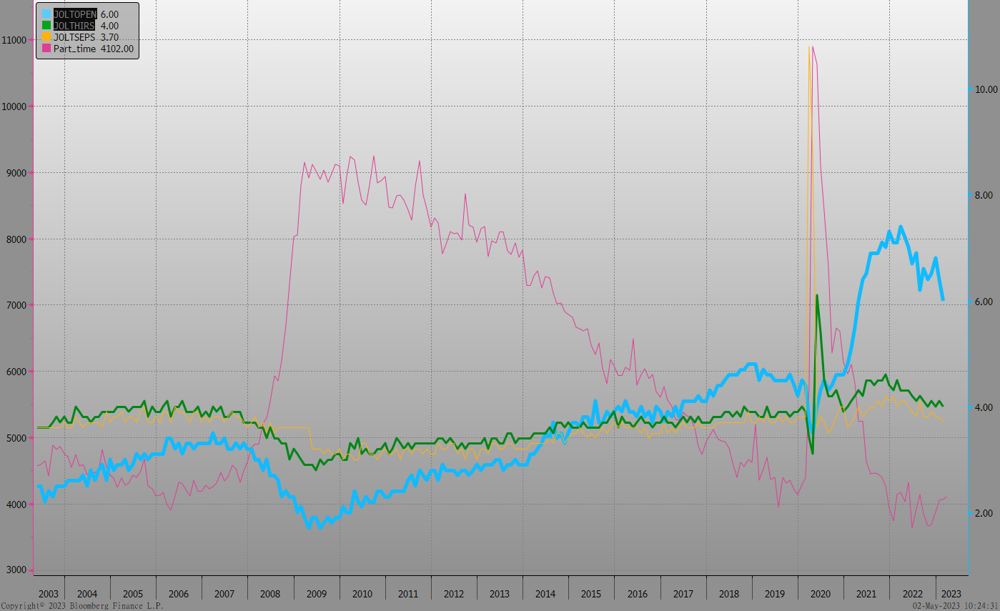 JOLTOPEN 6.00
JOLTHIRS 4.00
JOLTSEPS 3.70
Part_time 4102.00
11000
10000
9000
8000
7000
6000
5000
4000
3000
10.00
8.00
6.00
4.00
2.00
2003 2004 2005 2006 2007 2008 2009 2010 2011 2012 2013 2014 2015 2016 2017 2018 2019 2020 2021 2022 2023
Copyright© 2023 Bloomberg Finance L.P. 02-May-2023 10:24:31